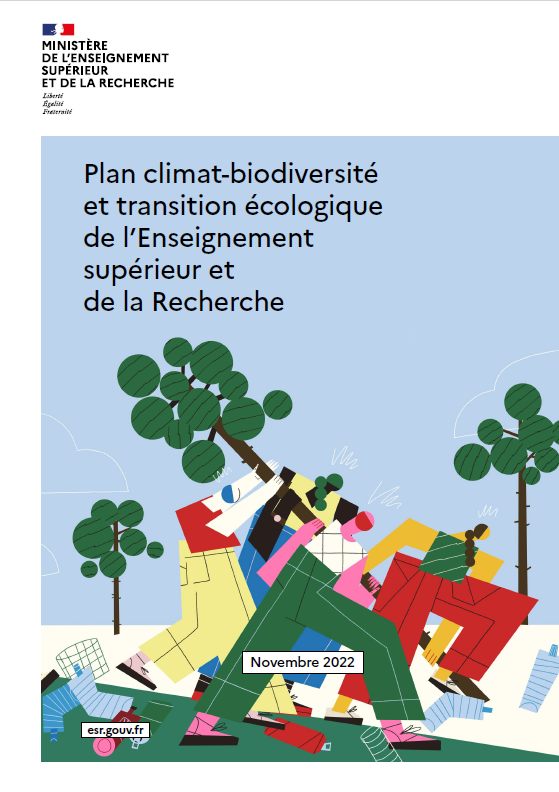 MINISTÈRE
DE L'ENSEIGNEMENT
SUPÉRIEUR
ET DE LA RECHERCHE
Liberté
Égalité
Fraternité
Plan climat-biodiversité
et transition écologique
de l'Enseignement
supérieur et
de la Recherche
Novembre 2022
esr.gouv.fr